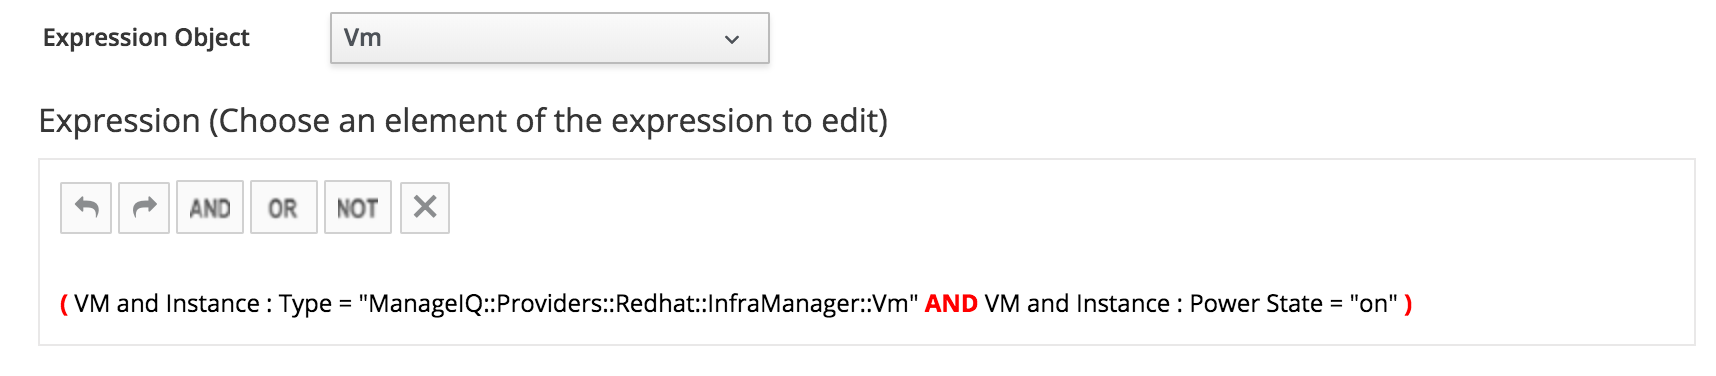 Expression Object Vm
Expression (Choose an element of the expression to edit)
AND OR NOT
( VM and Instance : Type = "ManageIQ::Providers::Redhat::InfraManager::Vm" AND VM and Instance : Power State = "on" )